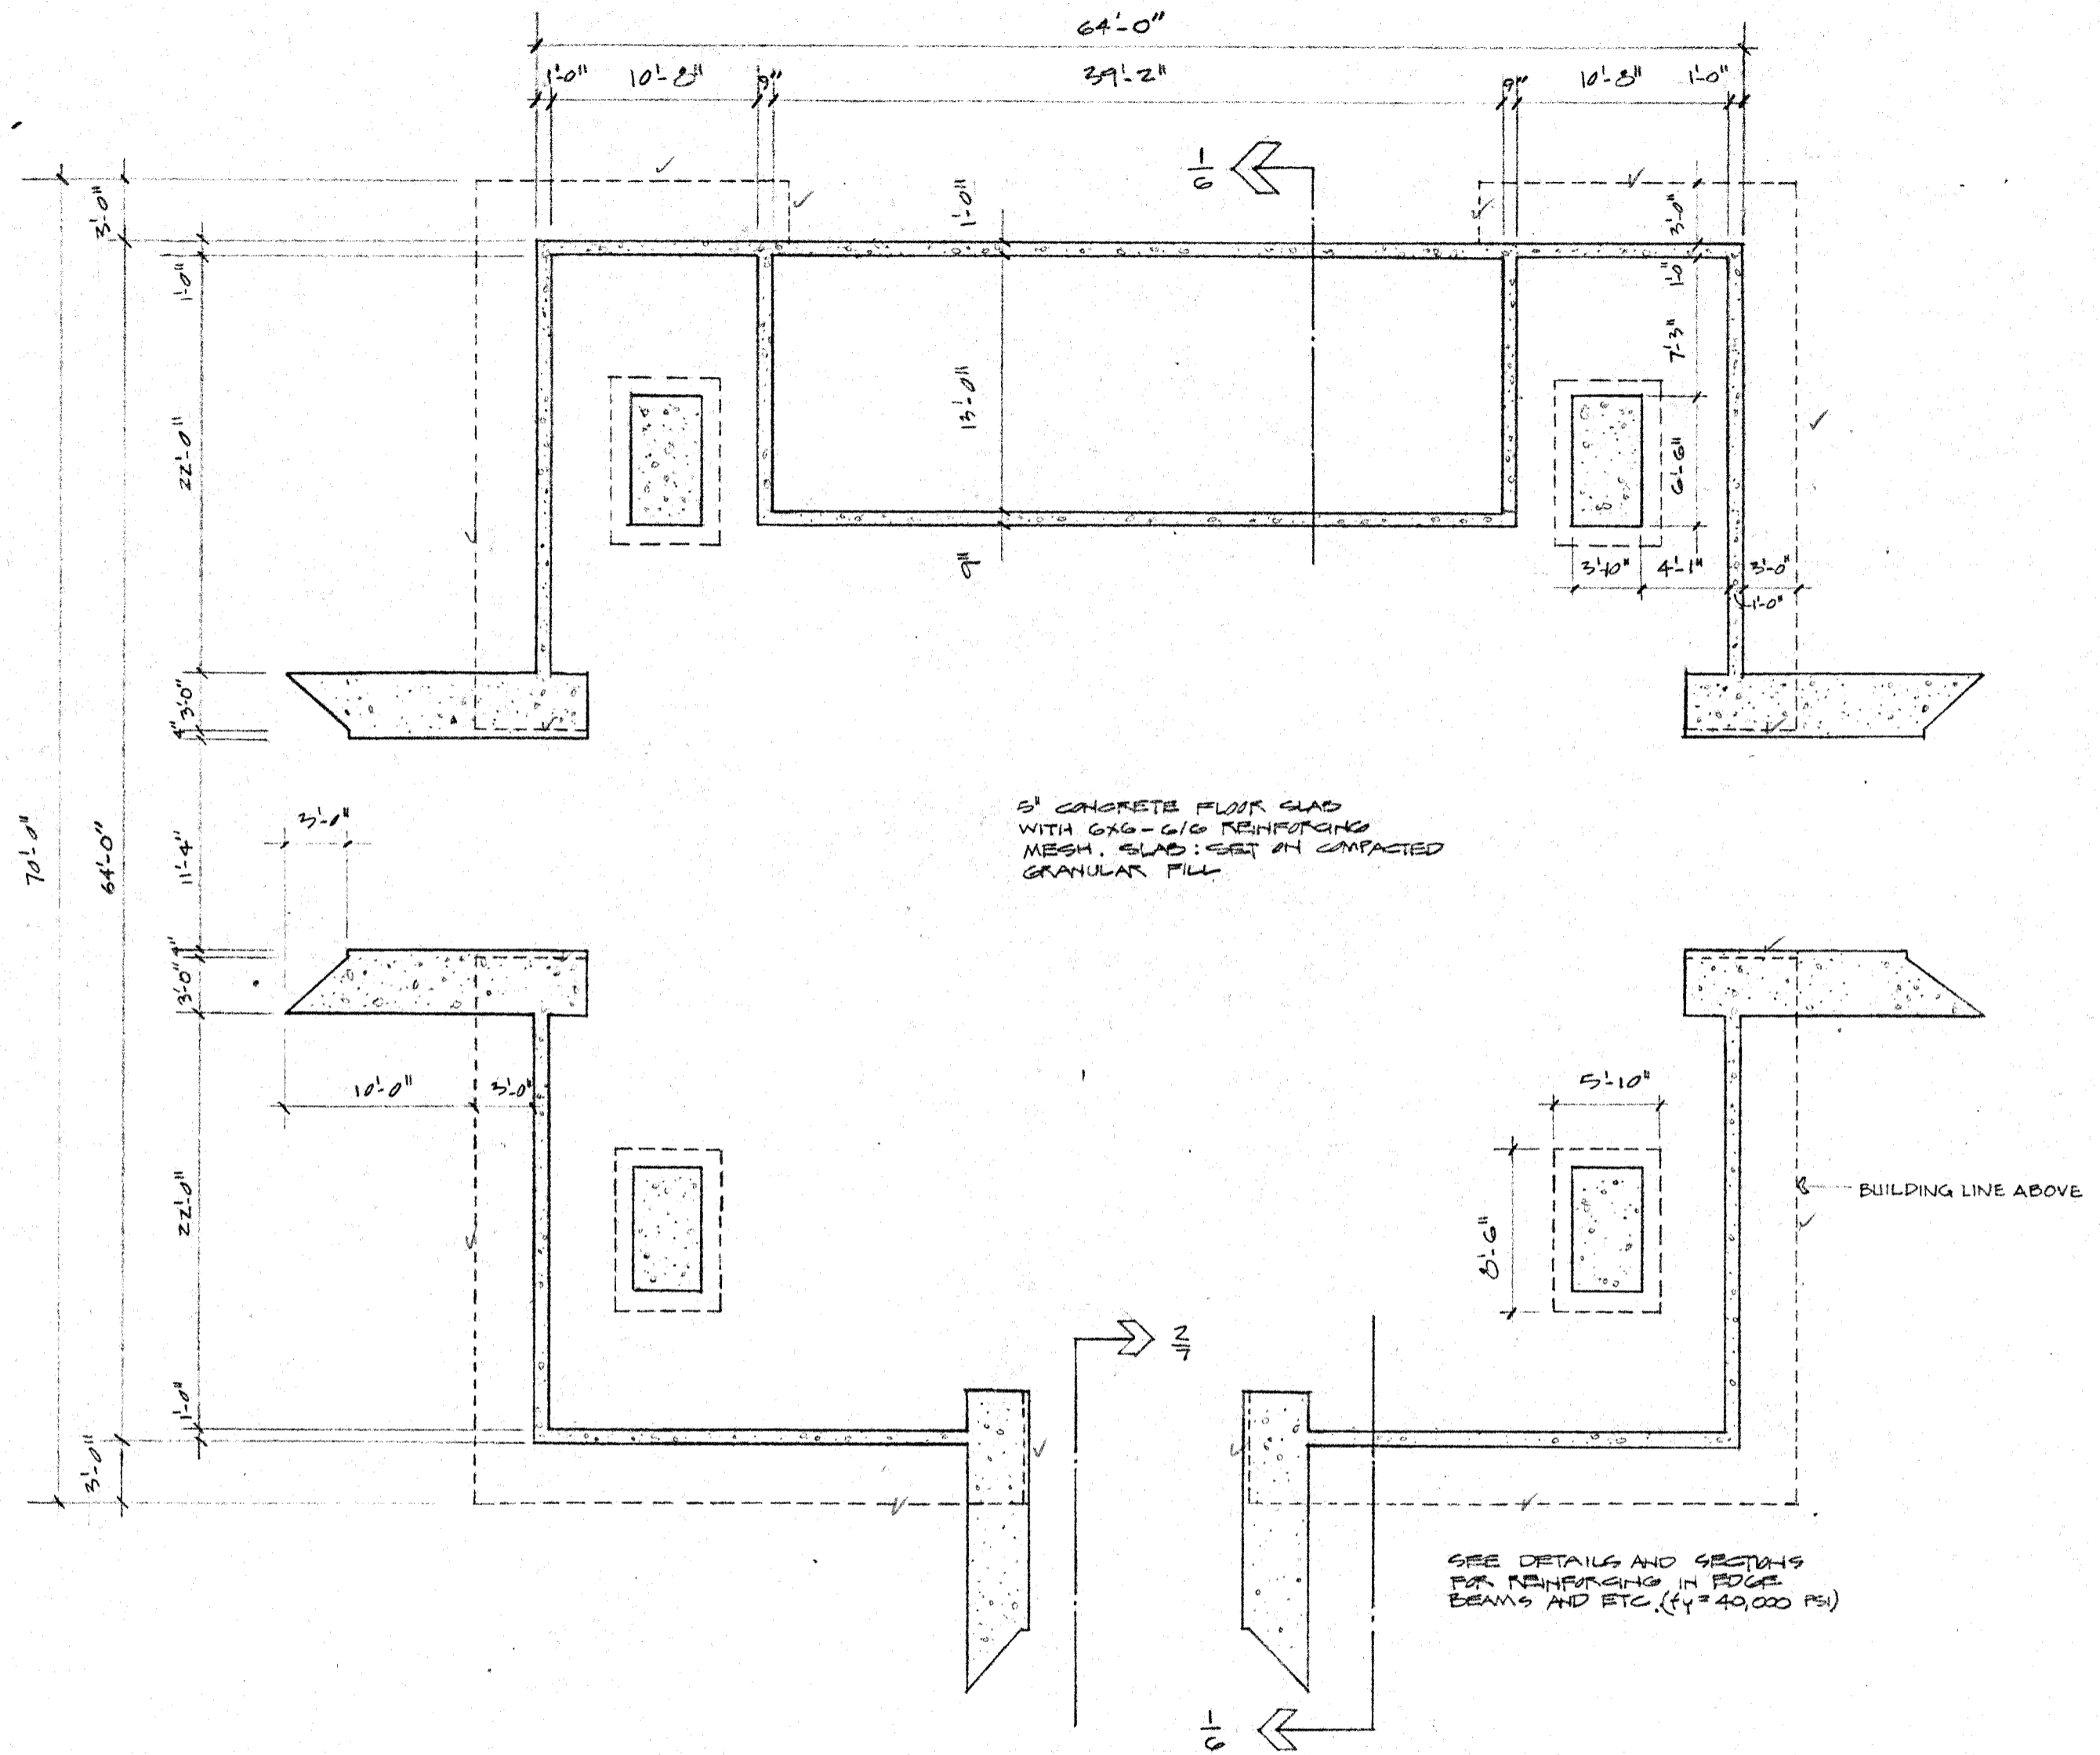 64'-0"
1'-0" 10'-8" 9" 39'-2" 9" 10'-8" 1'-0"
1/6
3'-0"
1'-0"
3'-0"
1'-0"
1'-0"
7'-3"
22'-0"
13'-0"
6'-6"
9"
3'-10" 4'-1" 3'-0"
1'-0"
3'-0"
4"
3'-0"
5" CONCRETE FLOOR SLAB
WITH 6X6-6/6 REINFORCING
MESH. SLAB: SET ON COMPACTED
GRANULAR FILL
70'-0"
64'-0"
11'-4"
4"
3'-0"
10'-0" 3'-0"
5'-10"
BUILDING LINE ABOVE
22'-0"
8'-6"
2/7
1'-0"
3'-0"
SEE DETAILS AND SECTIONS
FOR REINFORCING IN EDGE
BEAMS AND ETC. (fy = 40,000 PSI)
1/6